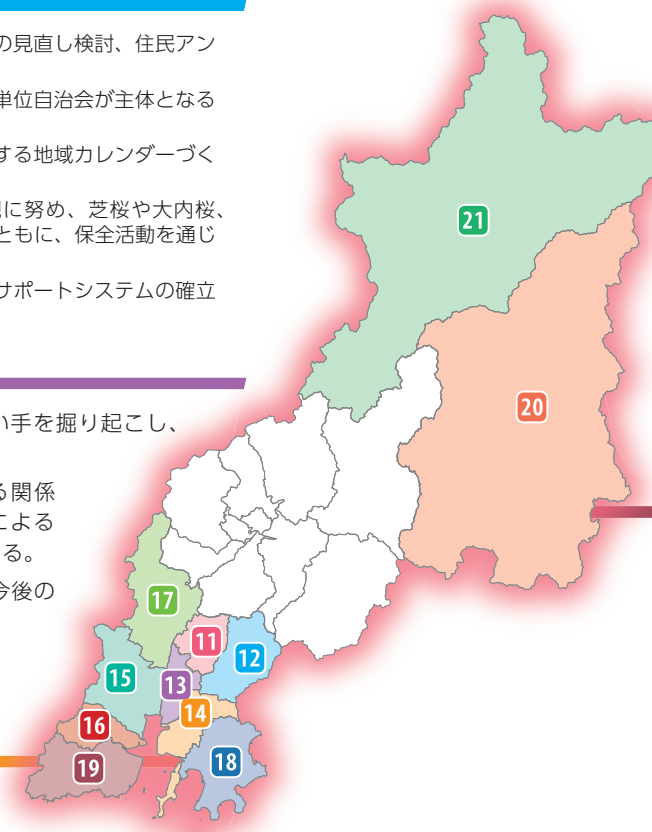 の見直し検討、住民アン
単位自治会が主体となる
する地域カレンダーづく
に努め、芝桜や大内桜、
ともに、保全活動を通じ
サポートシステムの確立
い手を掘り起こし、
る関係
による
る。
今後の
21
20
17
11
12
15
13
14
16
19
18